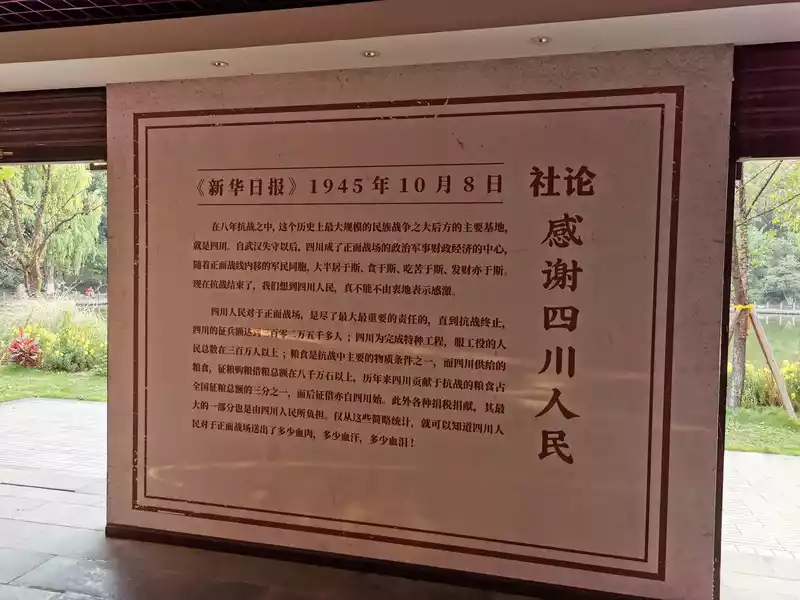 《新华日报》1945年10月8日
社论
感谢四川人民
在八年抗战之中，这个历史上最大规模的民族战争之大后方的主要基地，
就是四川。自武汉失守以后，四川成了正面战场的政治军事财政经济的中心，
随着正面战线内移的军民同胞，大半居于斯、食于斯、吃苦于斯、发财亦于斯。
现在抗战结束了，我们想到四川人民，真不能不由衷地表示感激。
四川人民对于正面战场，是尽了最大最重要的责任的，直到抗战终止，
四川的征兵额达到三百零二万五千多人；四川为完成特种工程，服工役的人
民总数在三百万人以上；粮食是抗战中主要的物质条件之一，而四川供给的
粮食，征粮购粮借粮总额在八千万石以上，历年来四川贡献于抗战的粮食占
全国征粮总额的三分之一，而后征借亦自四川始。此外各种捐税捐献，其最
大的一部分也是由四川人民所负担。仅从这些简略统计，就可以知道四川人
民对于正面战场送出了多少血肉，多少血汗，多少血泪！